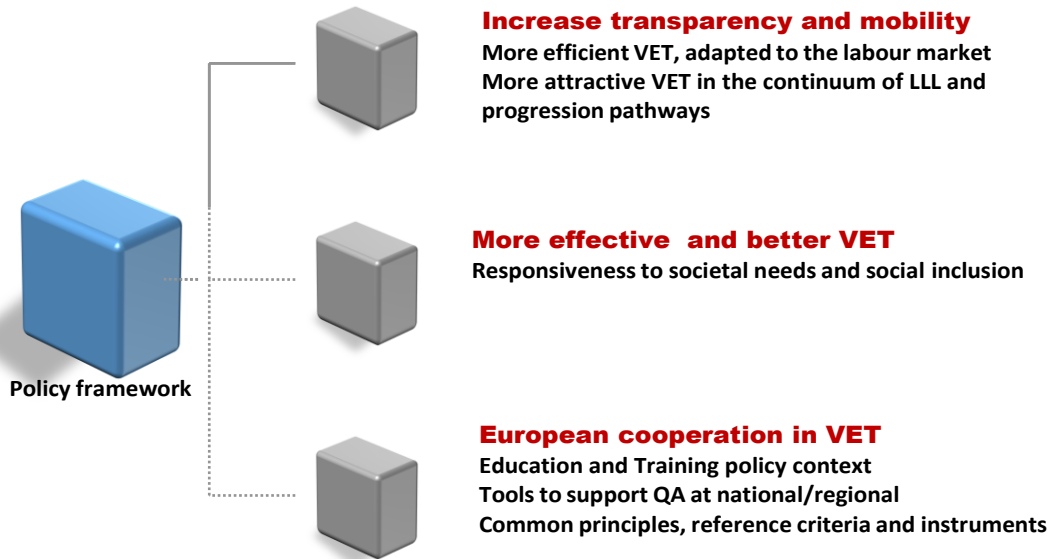 Increase transparency and mobility
More efficient VET, adapted to the labour market
More attractive VET in the continuum of LLL and
progression pathways
More effective  and better VET
Responsiveness to societal needs and social inclusion
Policy framework
European cooperation in VET
Education and Training policy context
Tools to support QA at national/regional
Common principles, reference criteria and instruments